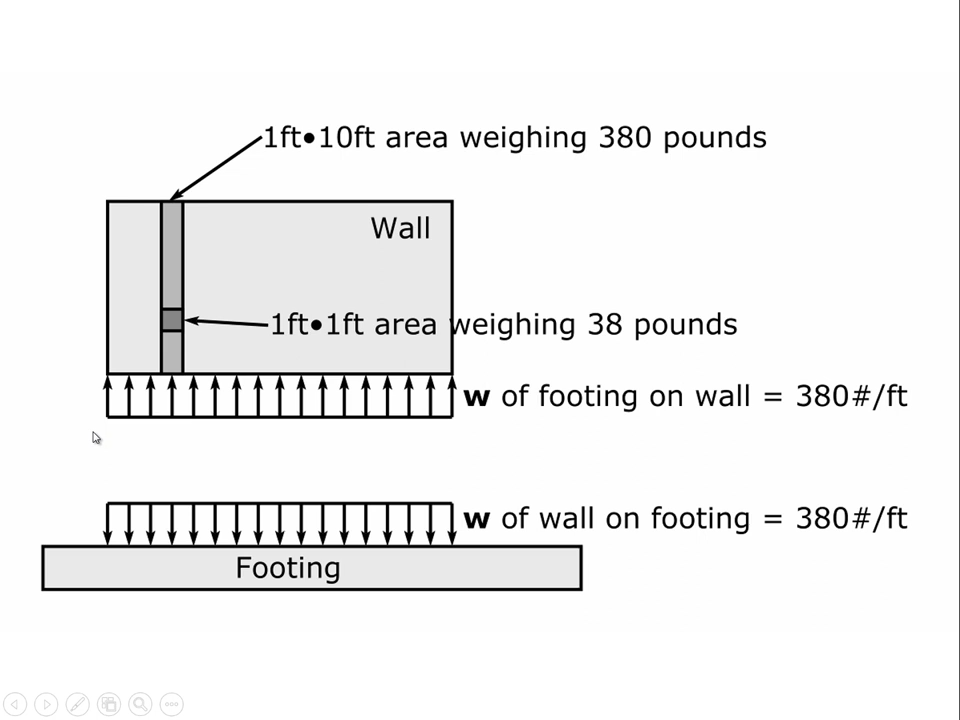 1ft•10ft area weighing 380 pounds
Wall
1ft•1ft area weighing 38 pounds
w of footing on wall = 380#/ft
w of wall on footing = 380#/ft
Footing